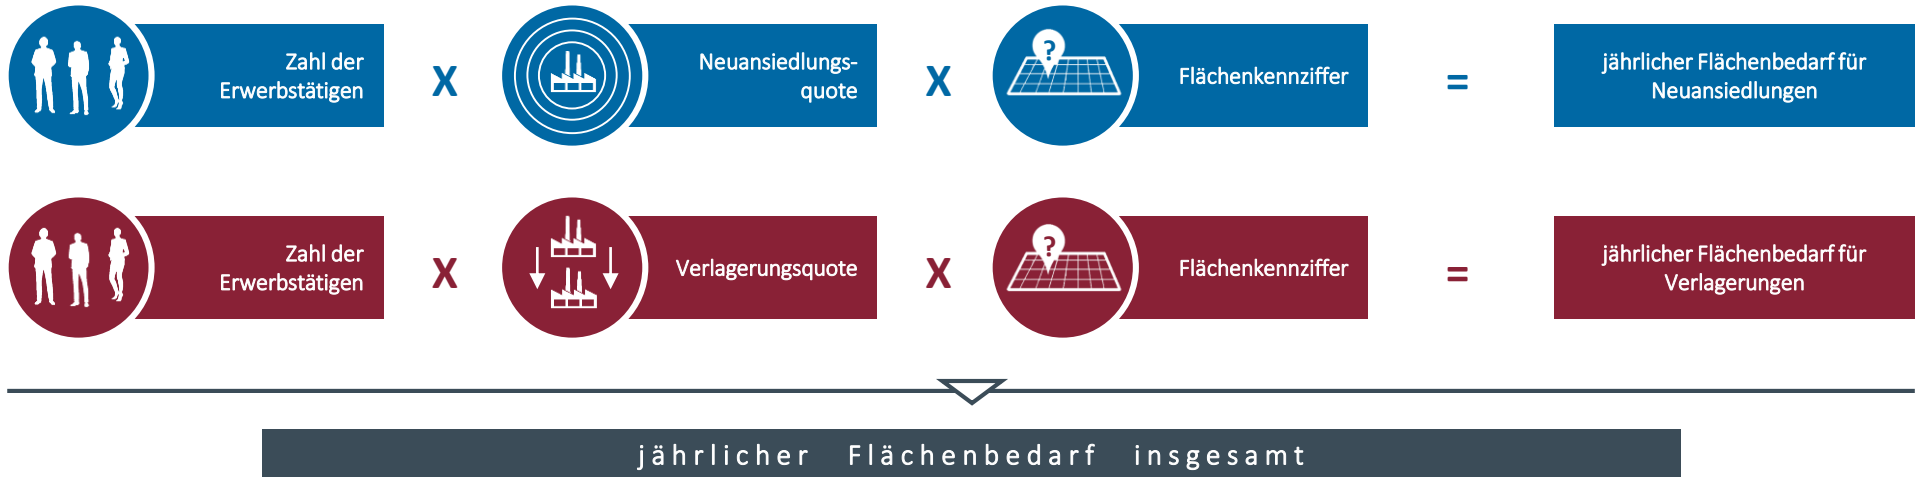 Zahl der
Erwerbstätigen
X
Neuansiedlungs-
quote
X
?
Flächenkennziffer
=
jährlicher Flächenbedarf für
Neuansiedlungen
Zahl der
Erwerbstätigen
X
Verlagerungsquote
X
?
Flächenkennziffer
=
jährlicher Flächenbedarf für
Verlagerungen
jährlicher Flächenbedarf insgesamt